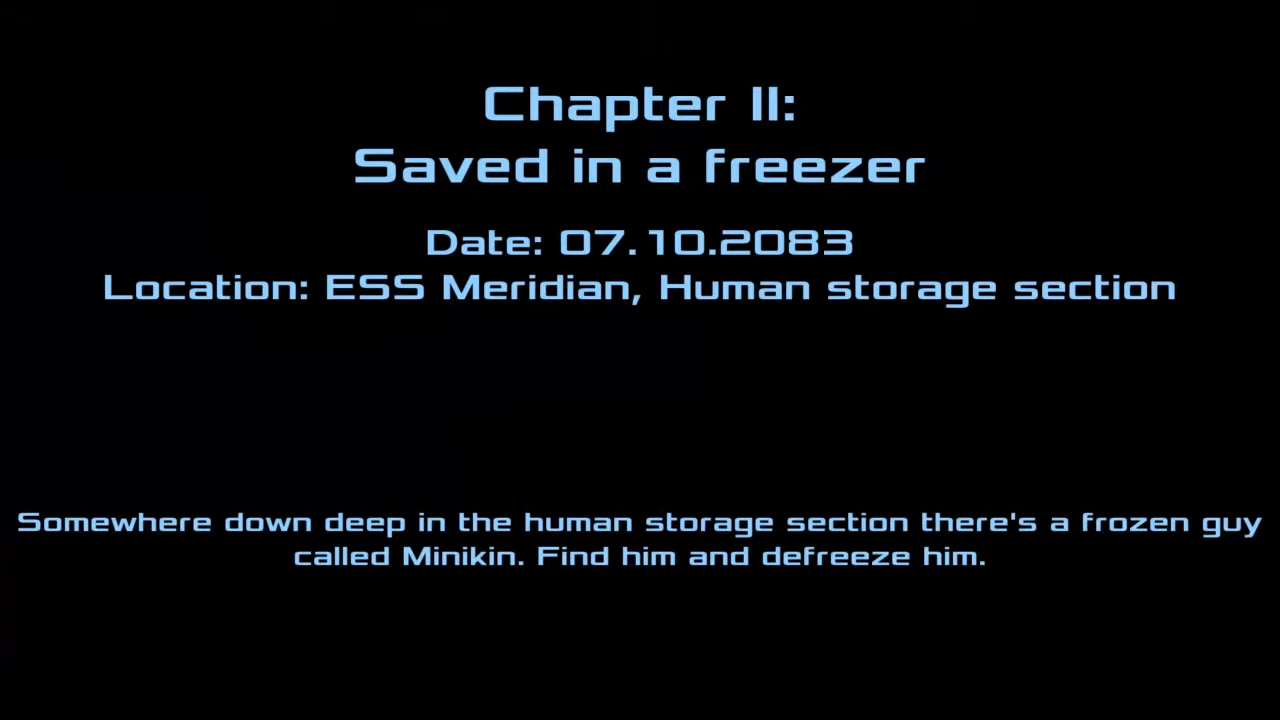 Chapter II:
Saved in a freezer
Date: 07.10.2083
Location: ESS Meridian, Human storage section
Somewhere down deep in the human storage section there's a frozen guy
called Minikin. Find him and defreeze him.